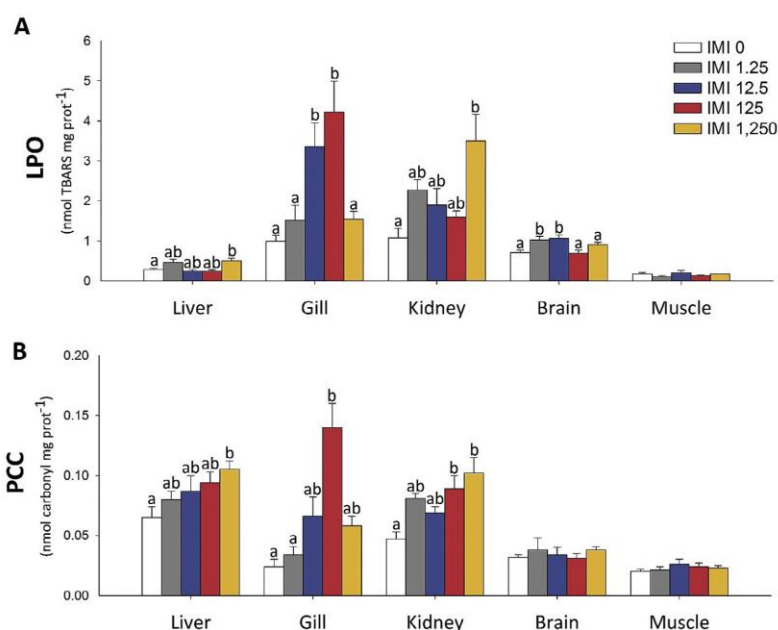 A
LPO
(nmol TBARS mg prot⁻¹)
6
5
4
3
2
1
0
IMI 0
IMI 1.25
IMI 12.5
IMI 125
IMI 1,250
a ab ab ab b
a a b b a
a ab ab ab b
a b b a a
Liver Gill Kidney Brain Muscle
B
PCC
(nmol carbonyl mg prot⁻¹)
0.20
0.15
0.10
0.05
0.00
a ab ab ab b
a a ab b ab
a ab ab b b
Liver Gill Kidney Brain Muscle